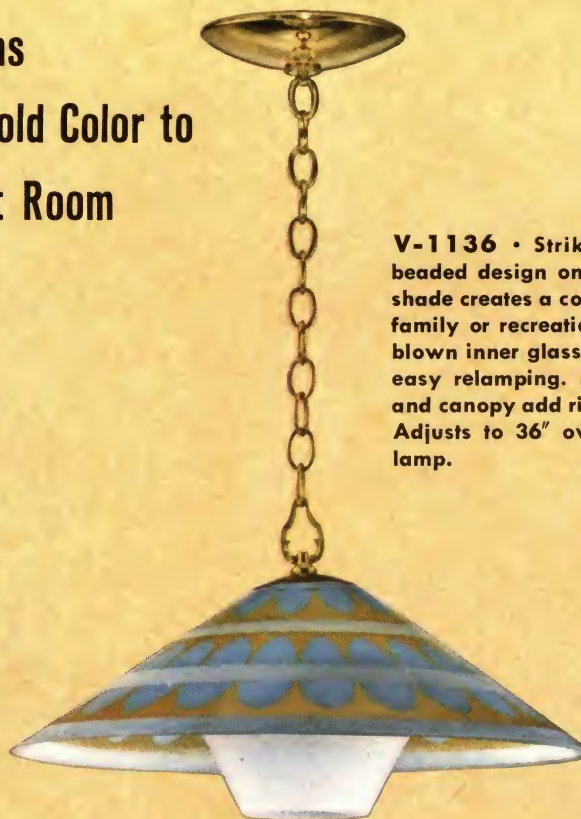 old Color to
Room
V-1136 • Strik
beaded design on
shade creates a co
family or recreatio
blown inner glass
easy relamping.
and canopy add ri
Adjusts to 36" ov
lamp.